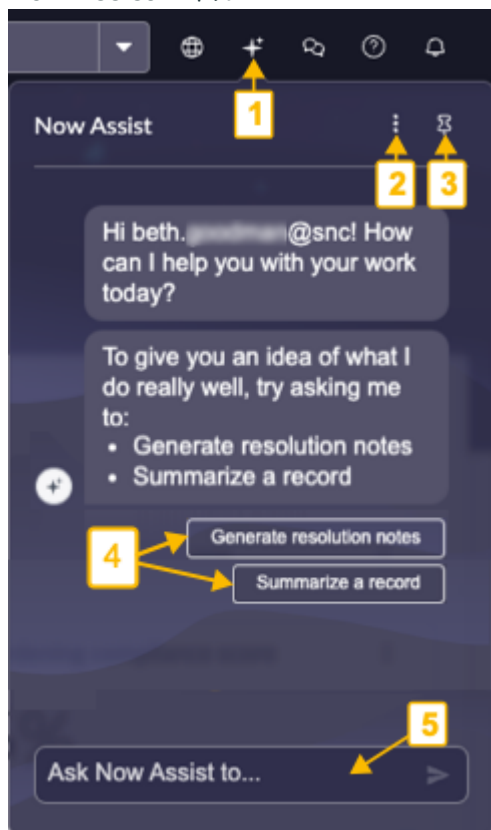 1
Now Assist
2
3
Hi beth. @snc! How
can I help you with your work
today?
To give you an idea of what I
do really well, try asking me
to:
• Generate resolution notes
• Summarize a record
4
Generate resolution notes
Summarize a record
5
Ask Now Assist to...